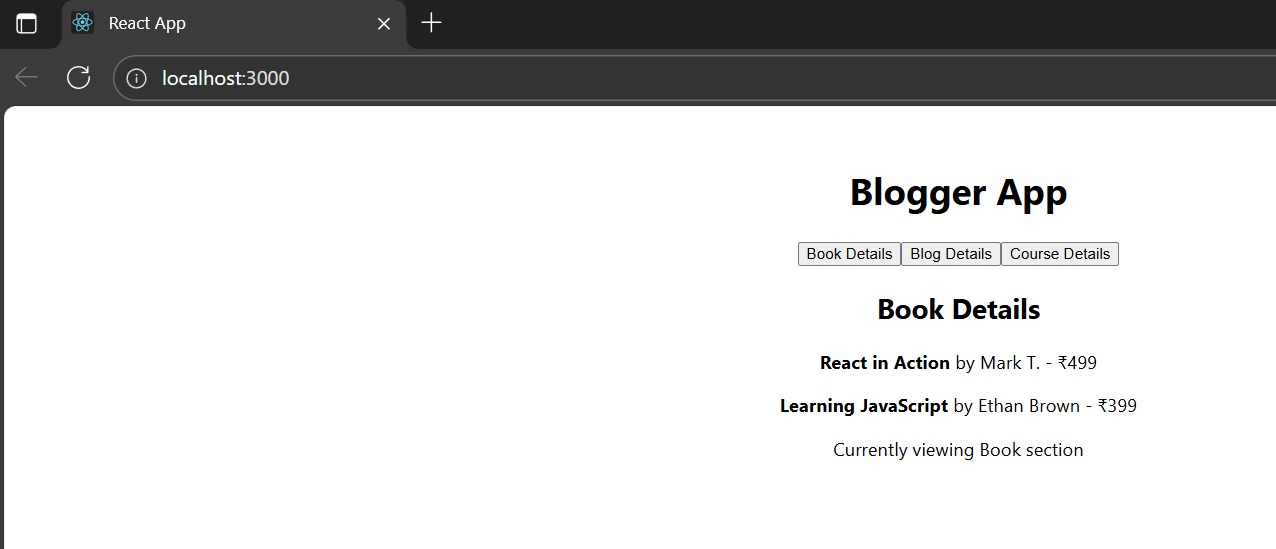 React App
localhost:3000
Blogger App
Book Details Blog Details Course Details
Book Details
React in Action by Mark T. - ₹499
Learning JavaScript by Ethan Brown - ₹399
Currently viewing Book section